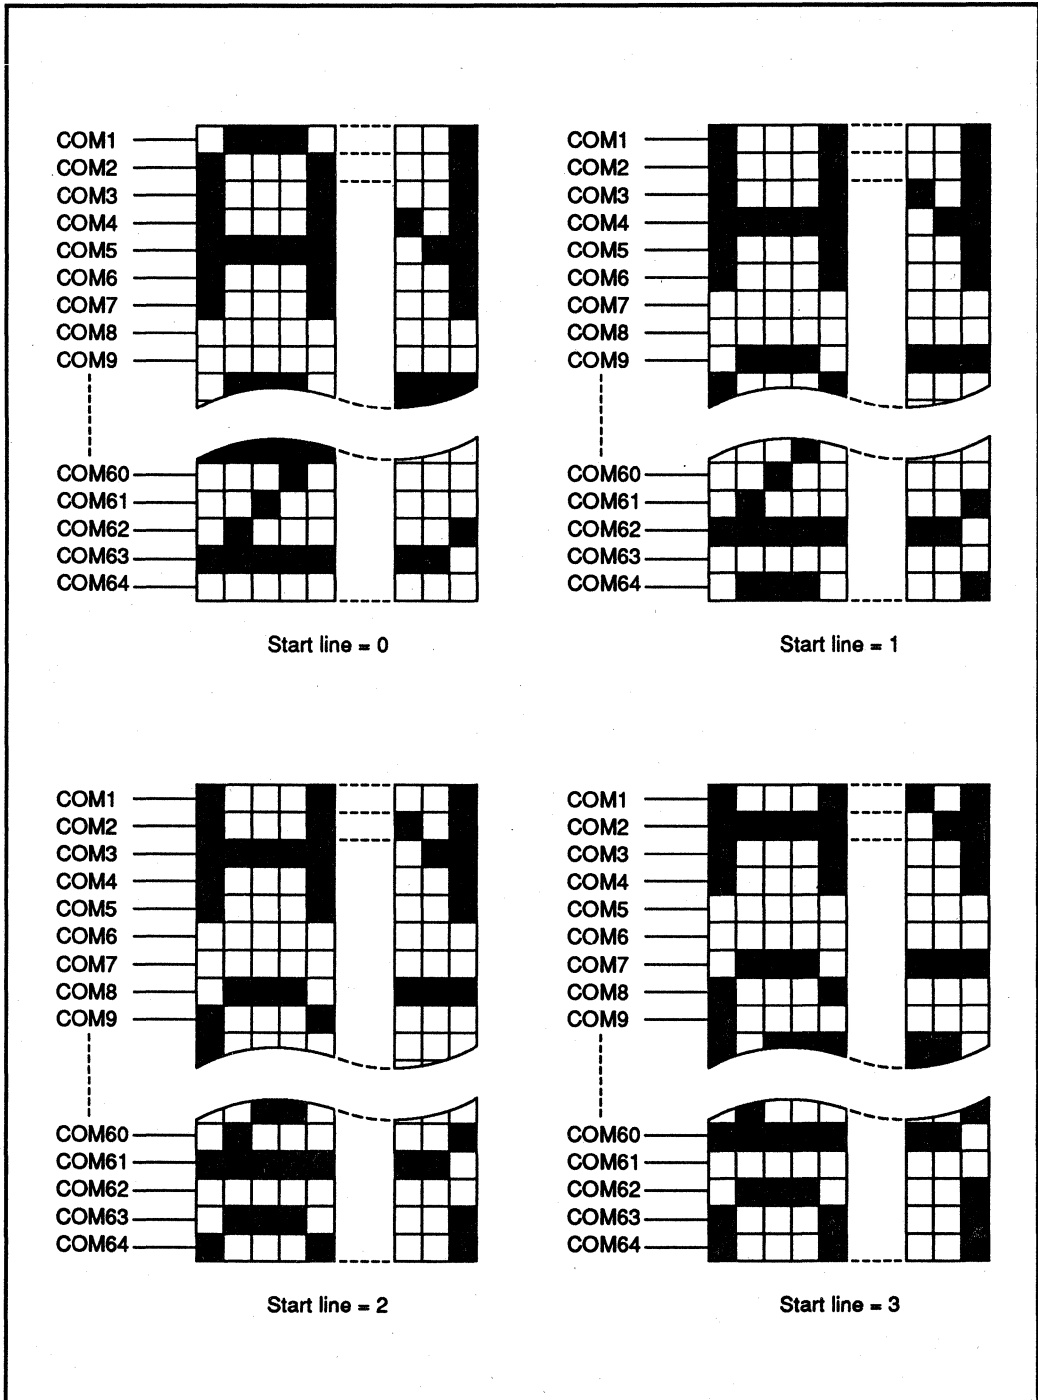 COM1
COM2
COM3
COM4
COM5
COM6
COM7
COM8
COM9
COM60
COM61
COM62
COM63
COM64
Start line = 0
COM1
COM2
COM3
COM4
COM5
COM6
COM7
COM8
COM9
COM60
COM61
COM62
COM63
COM64
Start line = 1
COM1
COM2
COM3
COM4
COM5
COM6
COM7
COM8
COM9
COM60
COM61
COM62
COM63
COM64
Start line = 2
COM1
COM2
COM3
COM4
COM5
COM6
COM7
COM8
COM9
COM60
COM61
COM62
COM63
COM64
Start line = 3